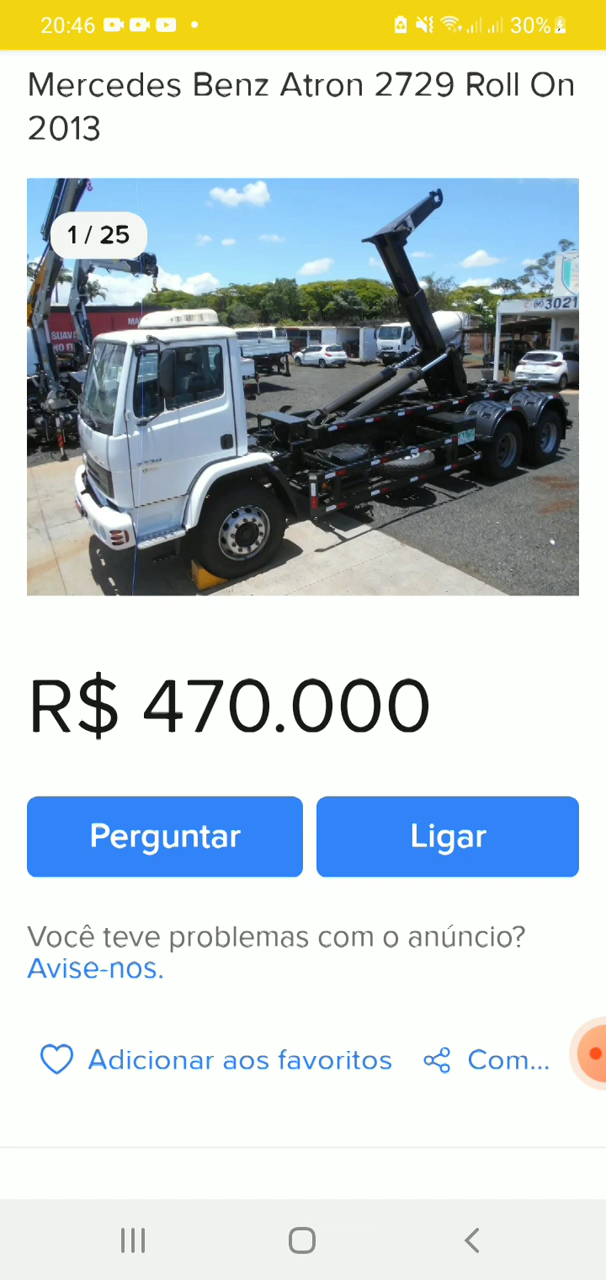 20:46
30%
Mercedes Benz Atron 2729 Roll On
2013
1 / 25
3021
R$ 470.000
Perguntar
Ligar
Você teve problemas com o anúncio?
Avise-nos.
Adicionar aos favoritos
Com...